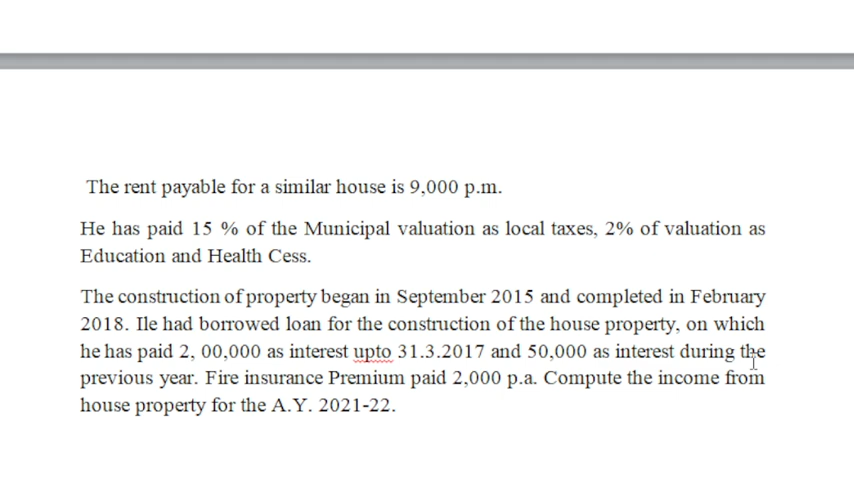 The rent payable for a similar house is 9,000 p.m.
He has paid 15 % of the Municipal valuation as local taxes, 2% of valuation as
Education and Health Cess.
The construction of property began in September 2015 and completed in February
2018. Ile had borrowed loan for the construction of the house property, on which
he has paid 2, 00,000 as interest upto 31.3.2017 and 50,000 as interest during the
previous year. Fire insurance Premium paid 2,000 p.a. Compute the income from
house property for the A.Y. 2021-22.